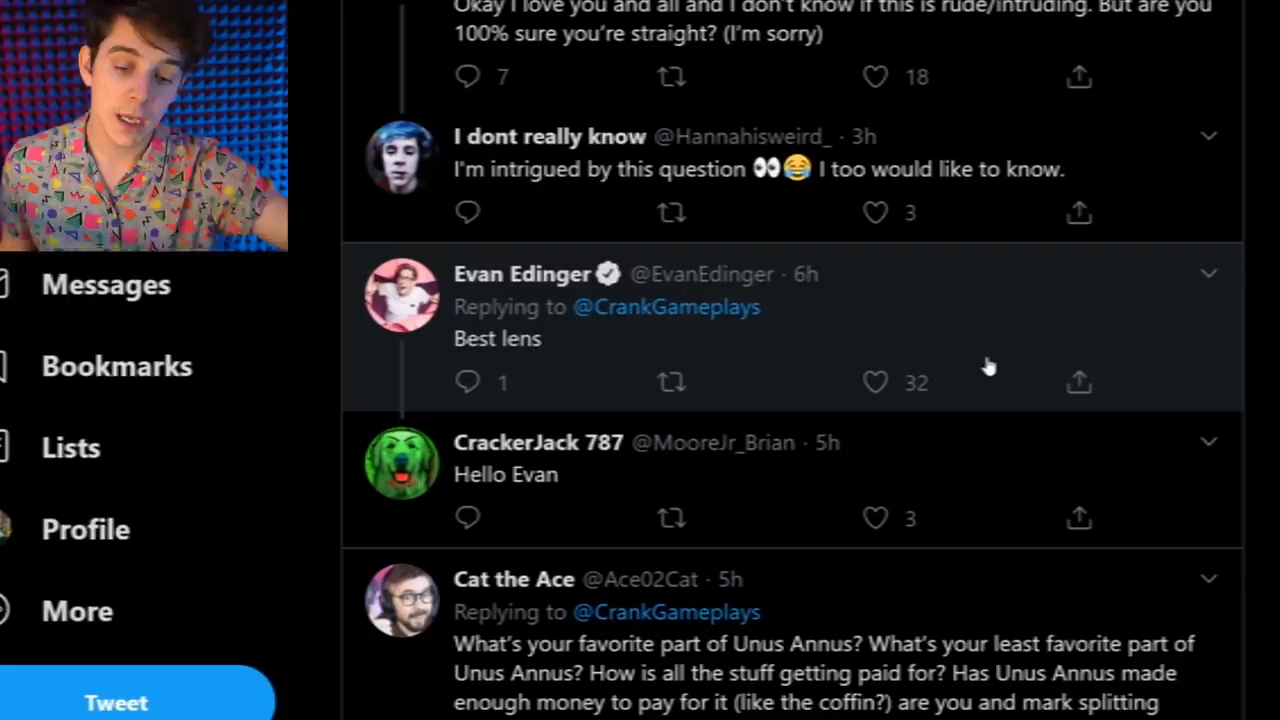 Okay I love you and all and I don't know if this is rude/intruding. But are you
100% sure you're straight? (I'm sorry)
7 18
I dont really know @Hannahisweird_ · 3h
I'm intrigued by this question 👀😂 I too would like to know.
3
Evan Edinger @EvanEdinger · 6h
Replying to @CrankGameplays
Best lens
1 32
CrackerJack 787 @MooreJr_Brian · 5h
Hello Evan
3
Cat the Ace @Ace02Cat · 5h
Replying to @CrankGameplays
What's your favorite part of Unus Annus? What's your least favorite part of
Unus Annus? How is all the stuff getting paid for? Has Unus Annus made
enough money to pay for it (like the coffin?) are you and mark splitting
Messages
Bookmarks
Lists
Profile
More
Tweet